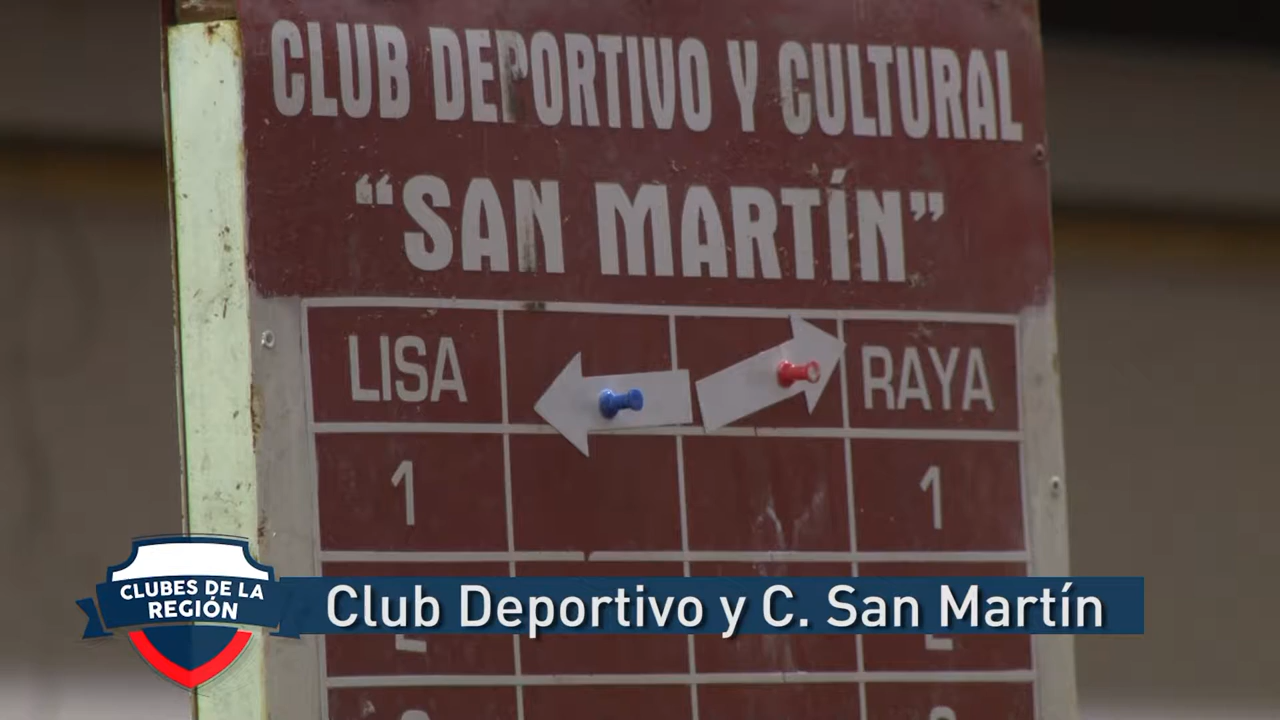 CLUB DEPORTIVO Y CULTURAL
“SAN MARTÍN”
LISA
RAYA
1
1
CLUBES DE LA
REGIÓN
Club Deportivo y C. San Martín